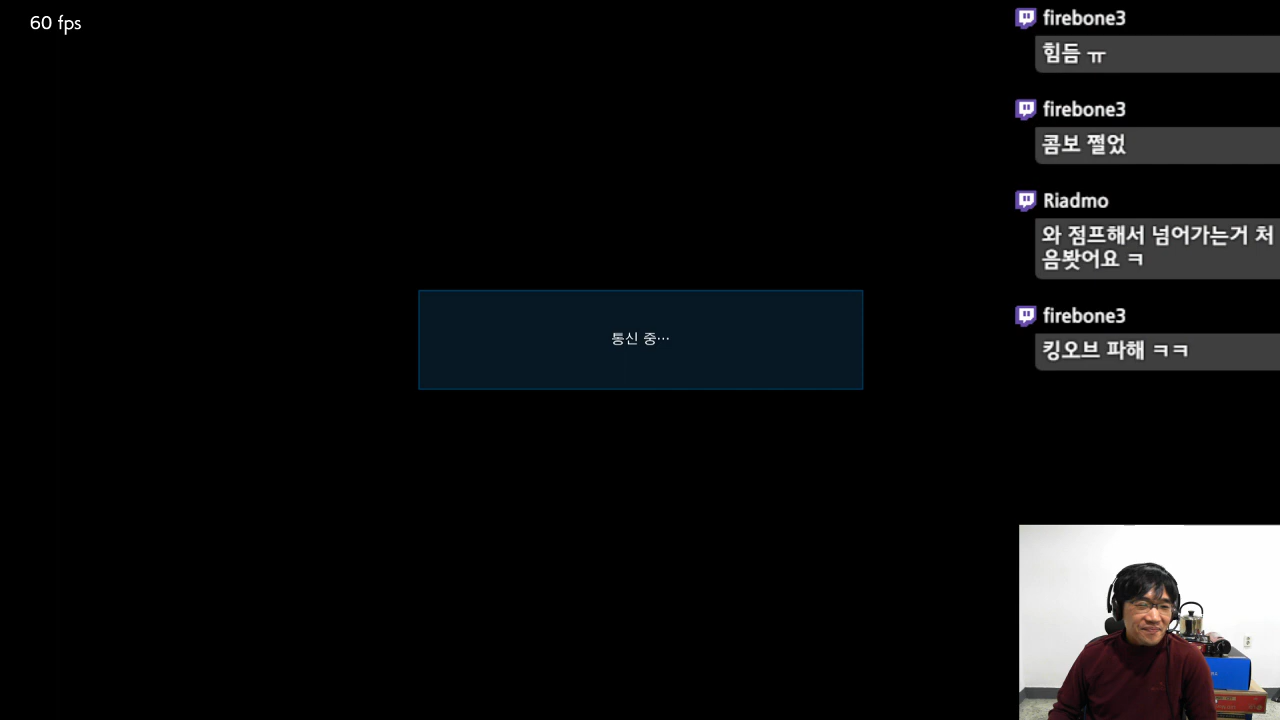 60 fps
통신 중…
firebone3
힘듬 ㅠ
firebone3
콤보 쩔었
Riadmo
와 점프해서 넘어가는거 처
음봣어요 ㅋ
firebone3
킹오브 파해 ㅋㅋ